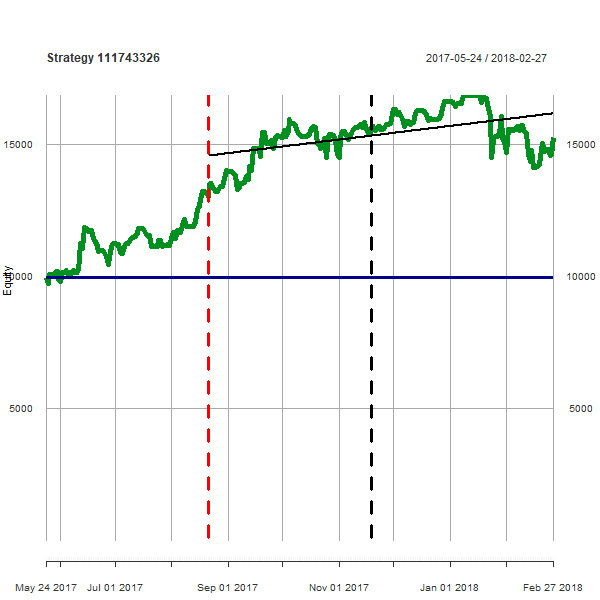 Strategy 111743326
2017-05-24 / 2018-02-27
15000
15000
Equity
10000
10000
5000
5000
May 24 2017
Jul 01 2017
Sep 01 2017
Nov 01 2017
Jan 01 2018
Feb 27 2018